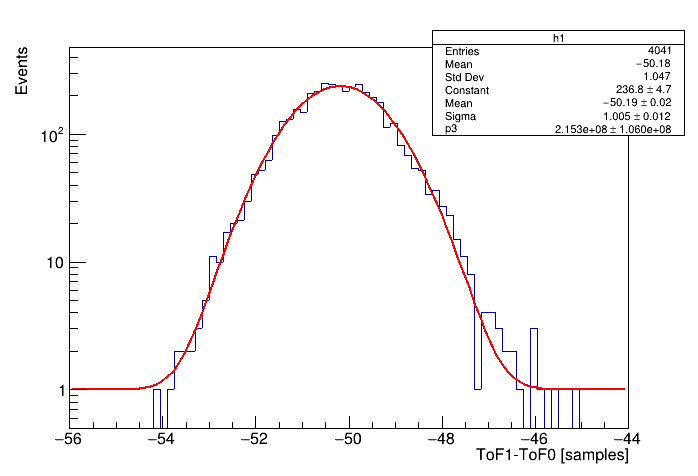 h1
Entries 4041
Mean −50.18
Std Dev 1.047
Constant 236.8 ± 4.7
Mean −50.19 ± 0.02
Sigma 1.005 ± 0.012
p3 2.153e+08 ± 1.060e+08
Events
10²
10
1
−56 −54 −52 −50 −48 −46 −44
ToF1-ToF0 [samples]